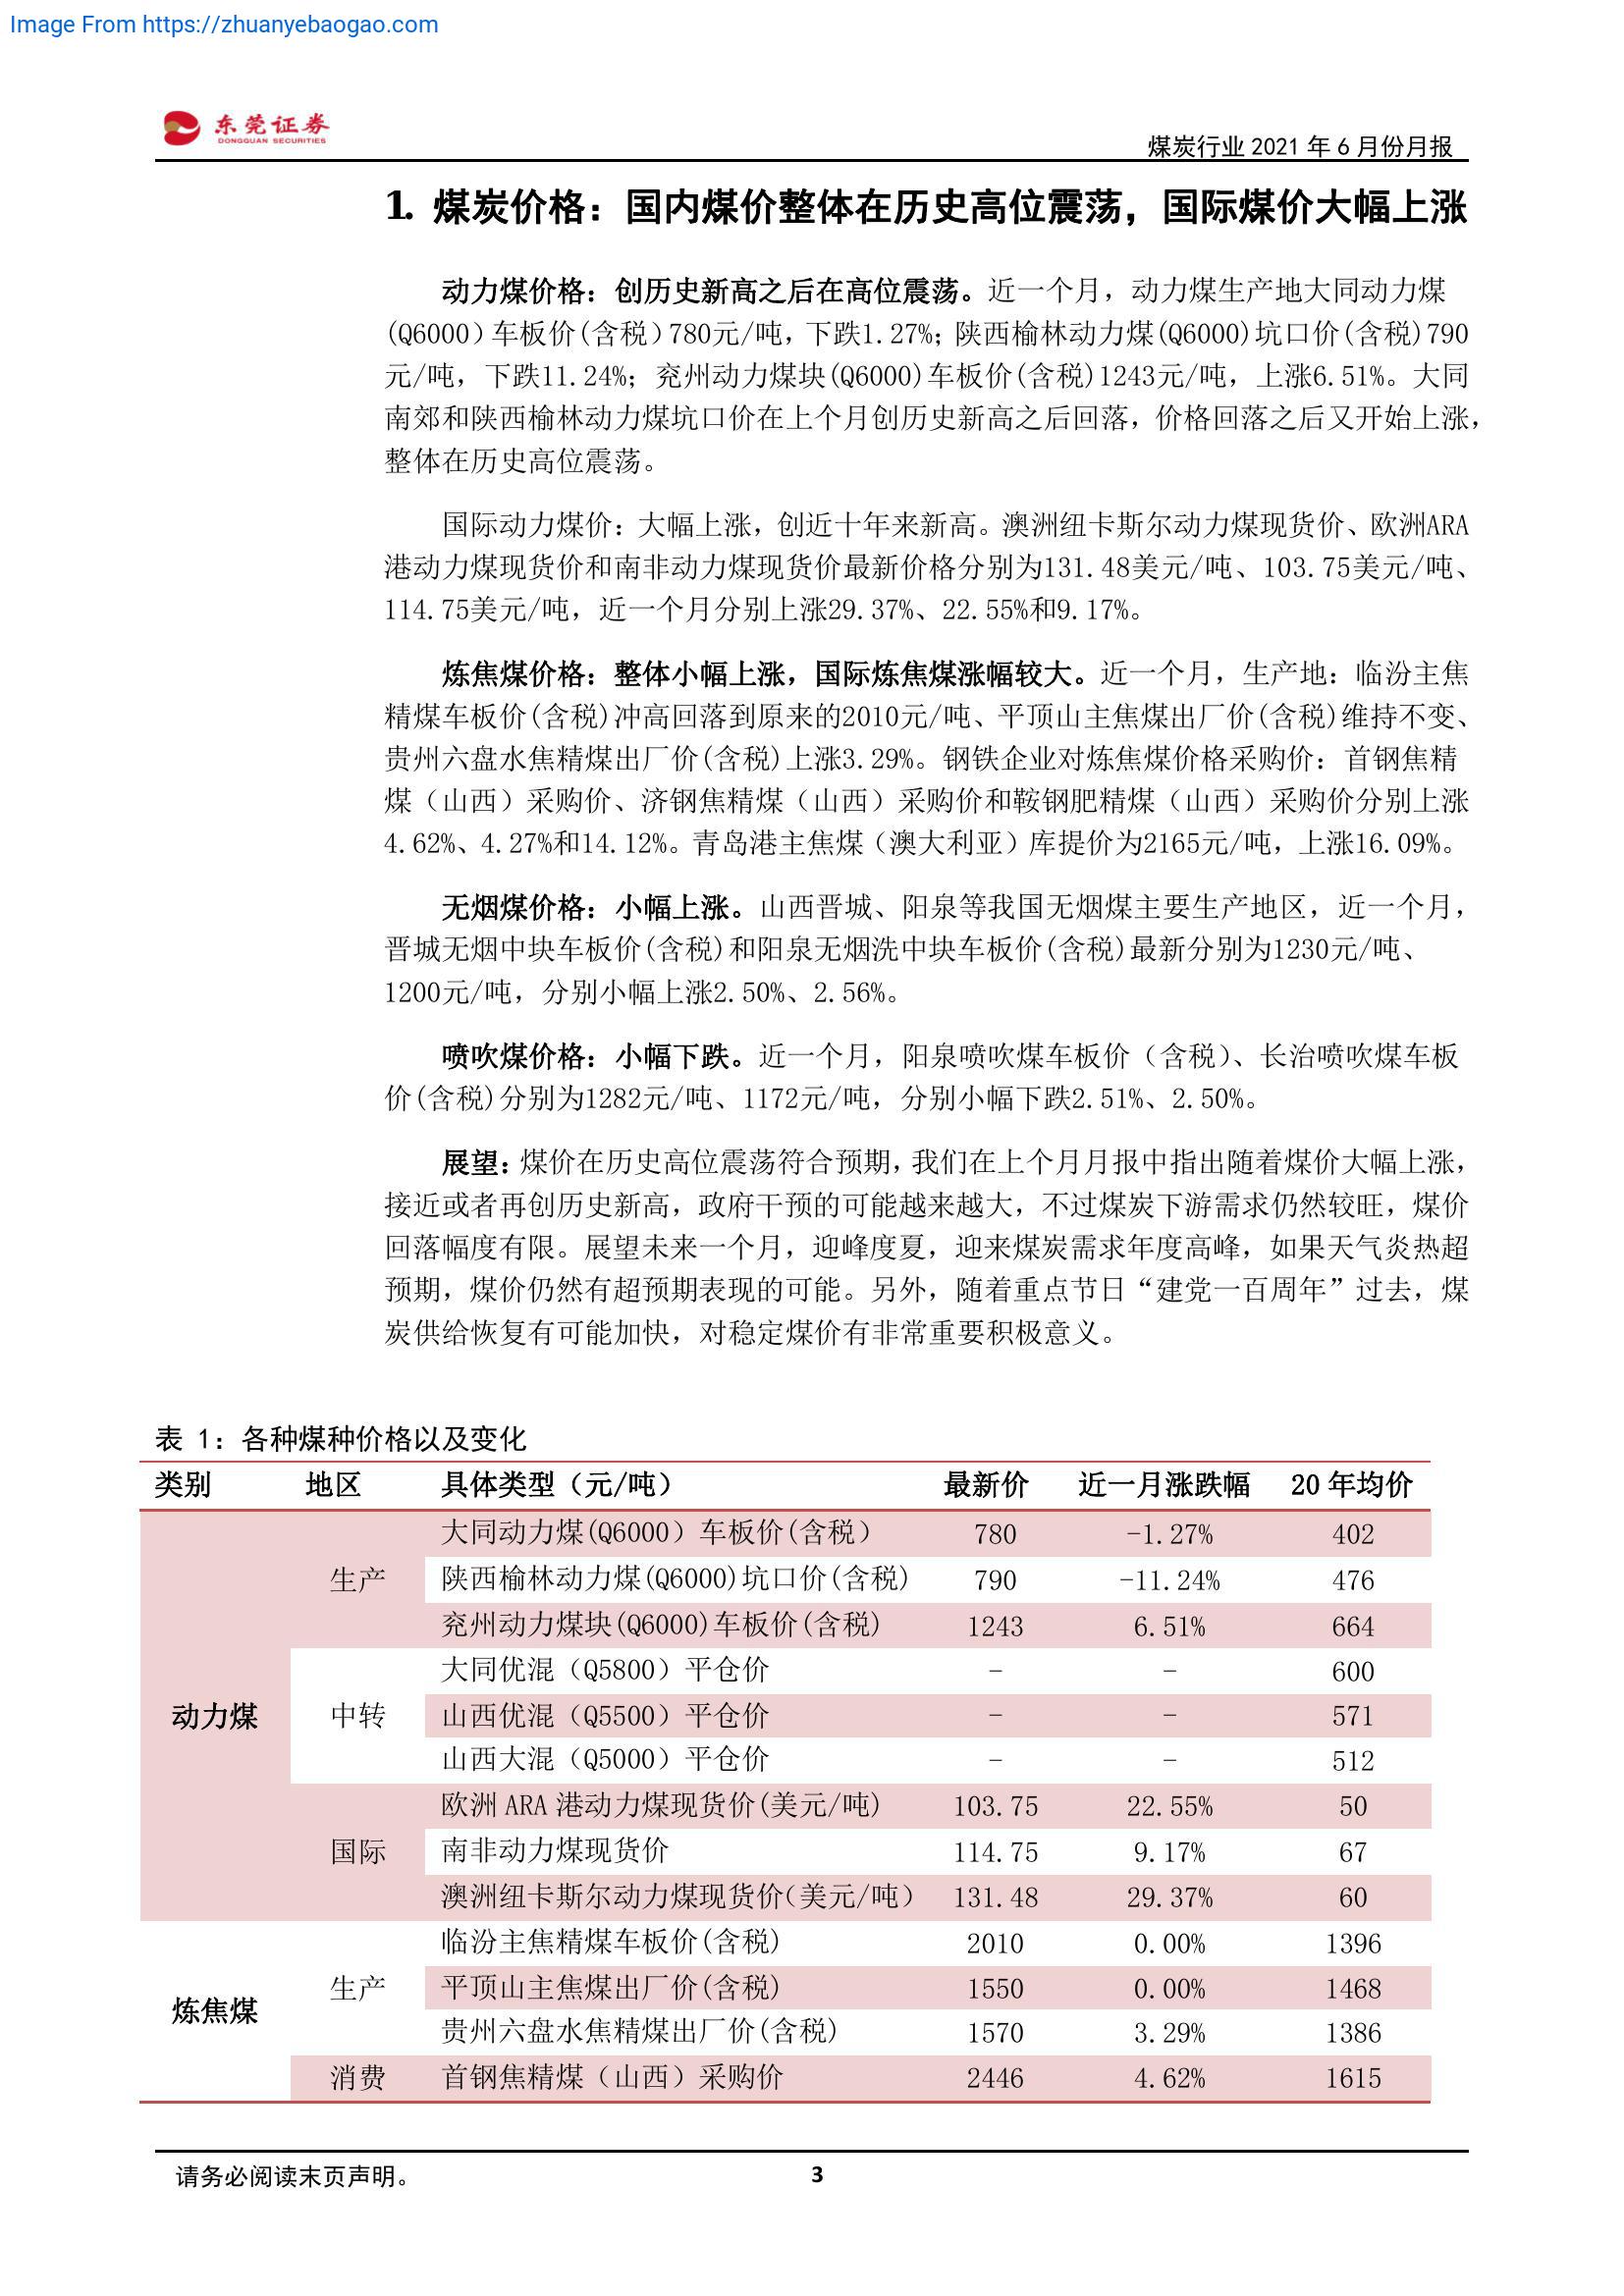 Image From https://zhuanyebaogao.com
东莞证券
DONGGUAN SECURITIES
煤炭行业 2021 年 6 月份月报
1. 煤炭价格：国内煤价整体在历史高位震荡，国际煤价大幅上涨
动力煤价格：创历史新高之后在高位震荡。近一个月，动力煤生产地大同动力煤
(Q6000）车板价(含税）780元/吨，下跌1.27%；陕西榆林动力煤(Q6000)坑口价(含税)790
元/吨，下跌11.24%；兖州动力煤块(Q6000)车板价(含税)1243元/吨，上涨6.51%。大同
南郊和陕西榆林动力煤坑口价在上个月创历史新高之后回落，价格回落之后又开始上涨，
整体在历史高位震荡。
国际动力煤价：大幅上涨，创近十年来新高。澳洲纽卡斯尔动力煤现货价、欧洲ARA
港动力煤现货价和南非动力煤现货价最新价格分别为131.48美元/吨、103.75美元/吨、
114.75美元/吨，近一个月分别上涨29.37%、22.55%和9.17%。
炼焦煤价格：整体小幅上涨，国际炼焦煤涨幅较大。近一个月，生产地：临汾主焦
精煤车板价(含税)冲高回落到原来的2010元/吨、平顶山主焦煤出厂价(含税)维持不变、
贵州六盘水焦精煤出厂价(含税)上涨3.29%。钢铁企业对炼焦煤价格采购价：首钢焦精
煤（山西）采购价、济钢焦精煤（山西）采购价和鞍钢肥精煤（山西）采购价分别上涨
4.62%、4.27%和14.12%。青岛港主焦煤（澳大利亚）库提价为2165元/吨，上涨16.09%。
无烟煤价格：小幅上涨。山西晋城、阳泉等我国无烟煤主要生产地区，近一个月，
晋城无烟中块车板价(含税)和阳泉无烟洗中块车板价(含税)最新分别为1230元/吨、
1200元/吨，分别小幅上涨2.50%、2.56%。
喷吹煤价格：小幅下跌。近一个月，阳泉喷吹煤车板价（含税）、长治喷吹煤车板
价(含税)分别为1282元/吨、1172元/吨，分别小幅下跌2.51%、2.50%。
展望：煤价在历史高位震荡符合预期，我们在上个月月报中指出随着煤价大幅上涨，
接近或者再创历史新高，政府干预的可能越来越大，不过煤炭下游需求仍然较旺，煤价
回落幅度有限。展望未来一个月，迎峰度夏，迎来煤炭需求年度高峰，如果天气炎热超
预期，煤价仍然有超预期表现的可能。另外，随着重点节日“建党一百周年”过去，煤
炭供给恢复有可能加快，对稳定煤价有非常重要积极意义。
表 1：各种煤种价格以及变化
类别 地区 具体类型（元/吨） 最新价 近一月涨跌幅 20 年均价
大同动力煤(Q6000）车板价(含税） 780 -1.27% 402
生产 陕西榆林动力煤(Q6000)坑口价(含税) 790 -11.24% 476
兖州动力煤块(Q6000)车板价(含税) 1243 6.51% 664
大同优混（Q5800）平仓价 - - 600
动力煤 中转 山西优混（Q5500）平仓价 - - 571
山西大混（Q5000）平仓价 - - 512
欧洲 ARA 港动力煤现货价(美元/吨) 103.75 22.55% 50
国际 南非动力煤现货价 114.75 9.17% 67
澳洲纽卡斯尔动力煤现货价(美元/吨） 131.48 29.37% 60
临汾主焦精煤车板价(含税) 2010 0.00% 1396
炼焦煤 生产 平顶山主焦煤出厂价(含税) 1550 0.00% 1468
贵州六盘水焦精煤出厂价(含税) 1570 3.29% 1386
消费 首钢焦精煤（山西）采购价 2446 4.62% 1615
请务必阅读末页声明。 3